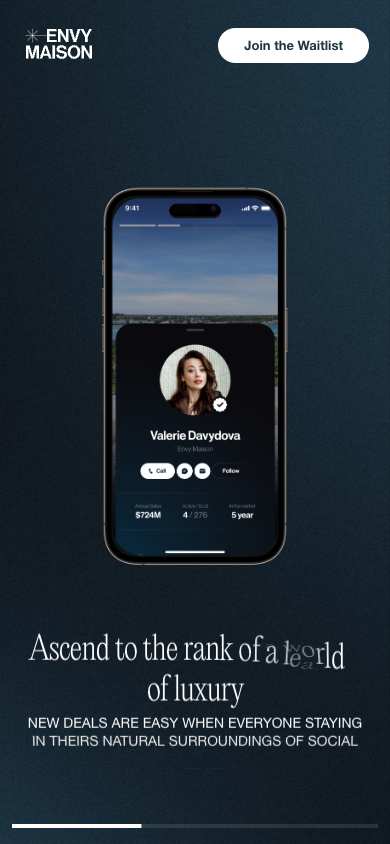 ENVY
MAISON
Join the Waitlist
9:41
Valerie Davydova
Envy Maison
Call
Follow
$724M
4 / 276
5 year
Ascend to the rank of a
of luxury
NEW DEALS ARE EASY WHEN EVERYONE STAYING
IN THEIRS NATURAL SURROUNDINGS OF SOCIAL